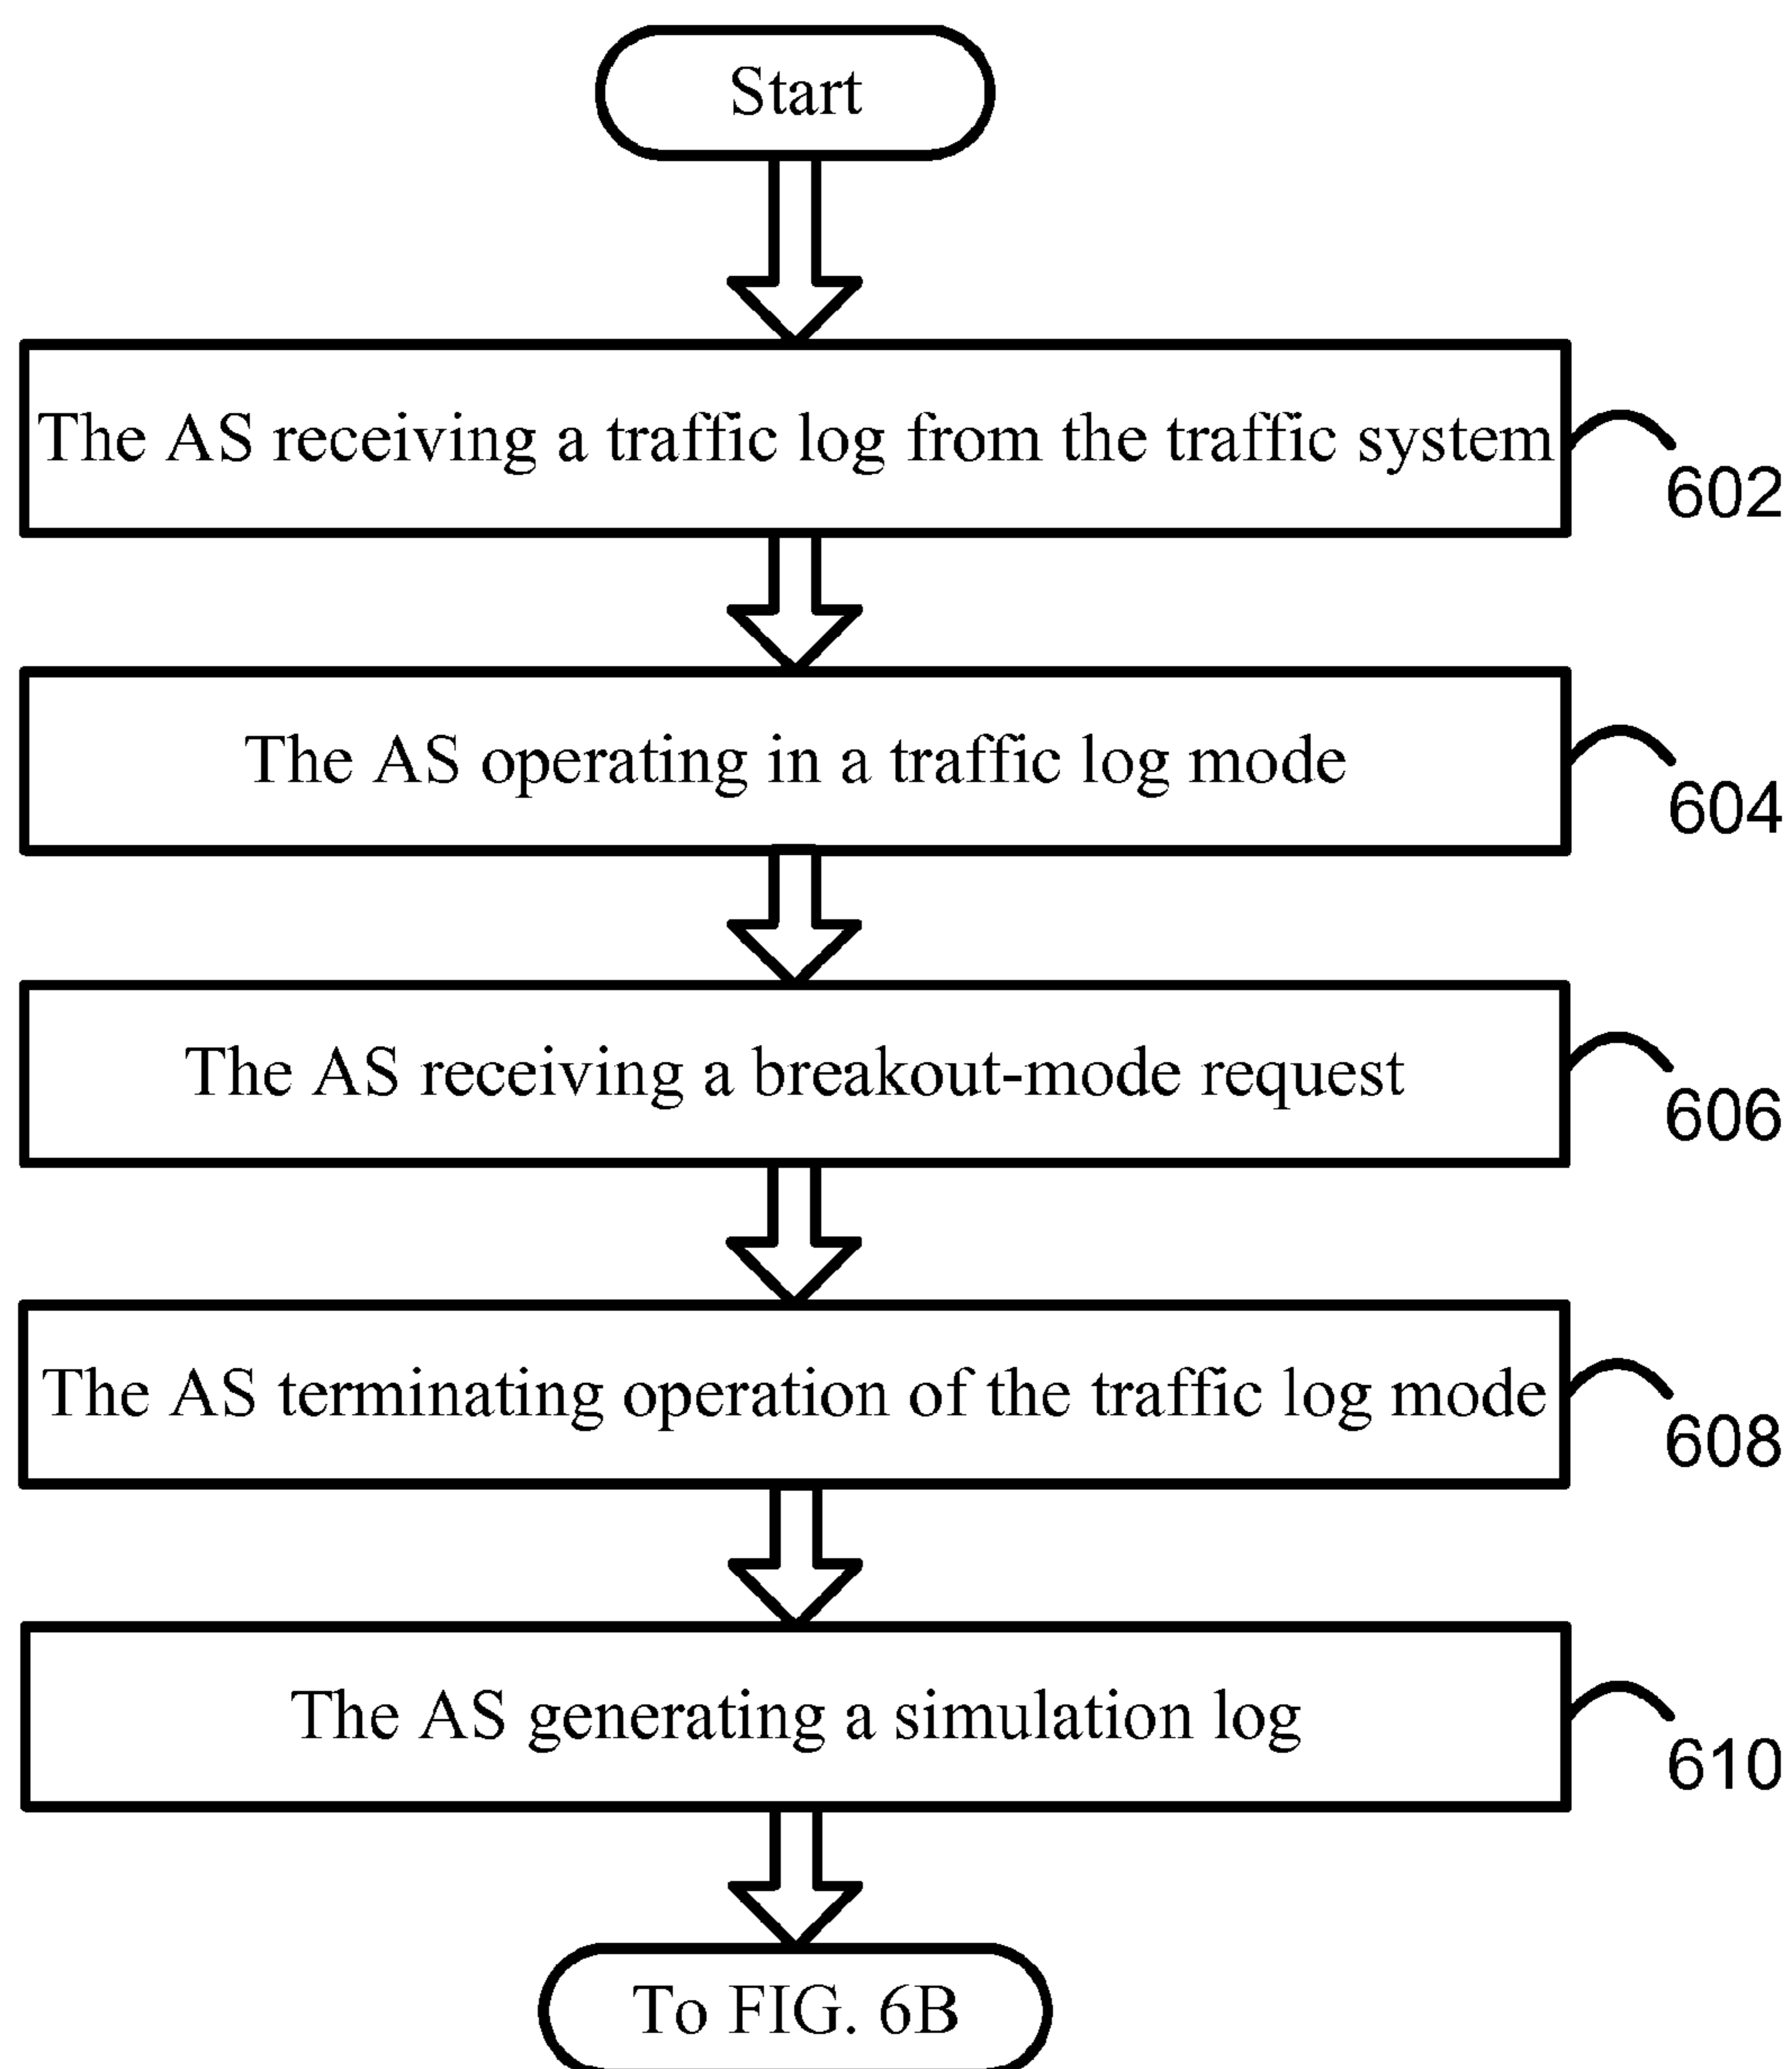 Start
The AS receiving a traffic log from the traffic system
602
The AS operating in a traffic log mode
604
The AS receiving a breakout-mode request
606
The AS terminating operation of the traffic log mode
608
The AS generating a simulation log
610
To FIG. 6B